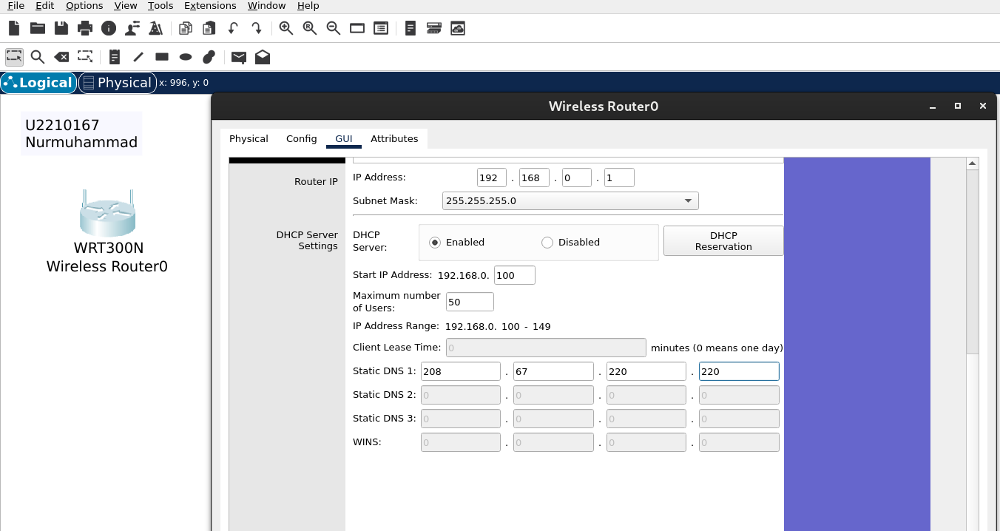 File Edit Options View Tools Extensions Window Help
Logical Physical x: 996, y: 0
U2210167
Nurmuhammad
WRT300N
Wireless Router0
Wireless Router0
Physical Config GUI Attributes
Router IP
IP Address: 192 . 168 . 0 . 1
Subnet Mask: 255.255.255.0
DHCP Server
Settings
DHCP
Server:
Enabled Disabled
DHCP
Reservation
Start IP Address: 192.168.0. 100
Maximum number
of Users:
50
IP Address Range: 192.168.0. 100 - 149
Client Lease Time: 0 minutes (0 means one day)
Static DNS 1: 208 . 67 . 220 . 220
Static DNS 2: 0 . 0 . 0 . 0
Static DNS 3: 0 . 0 . 0 . 0
WINS: 0 . 0 . 0 . 0